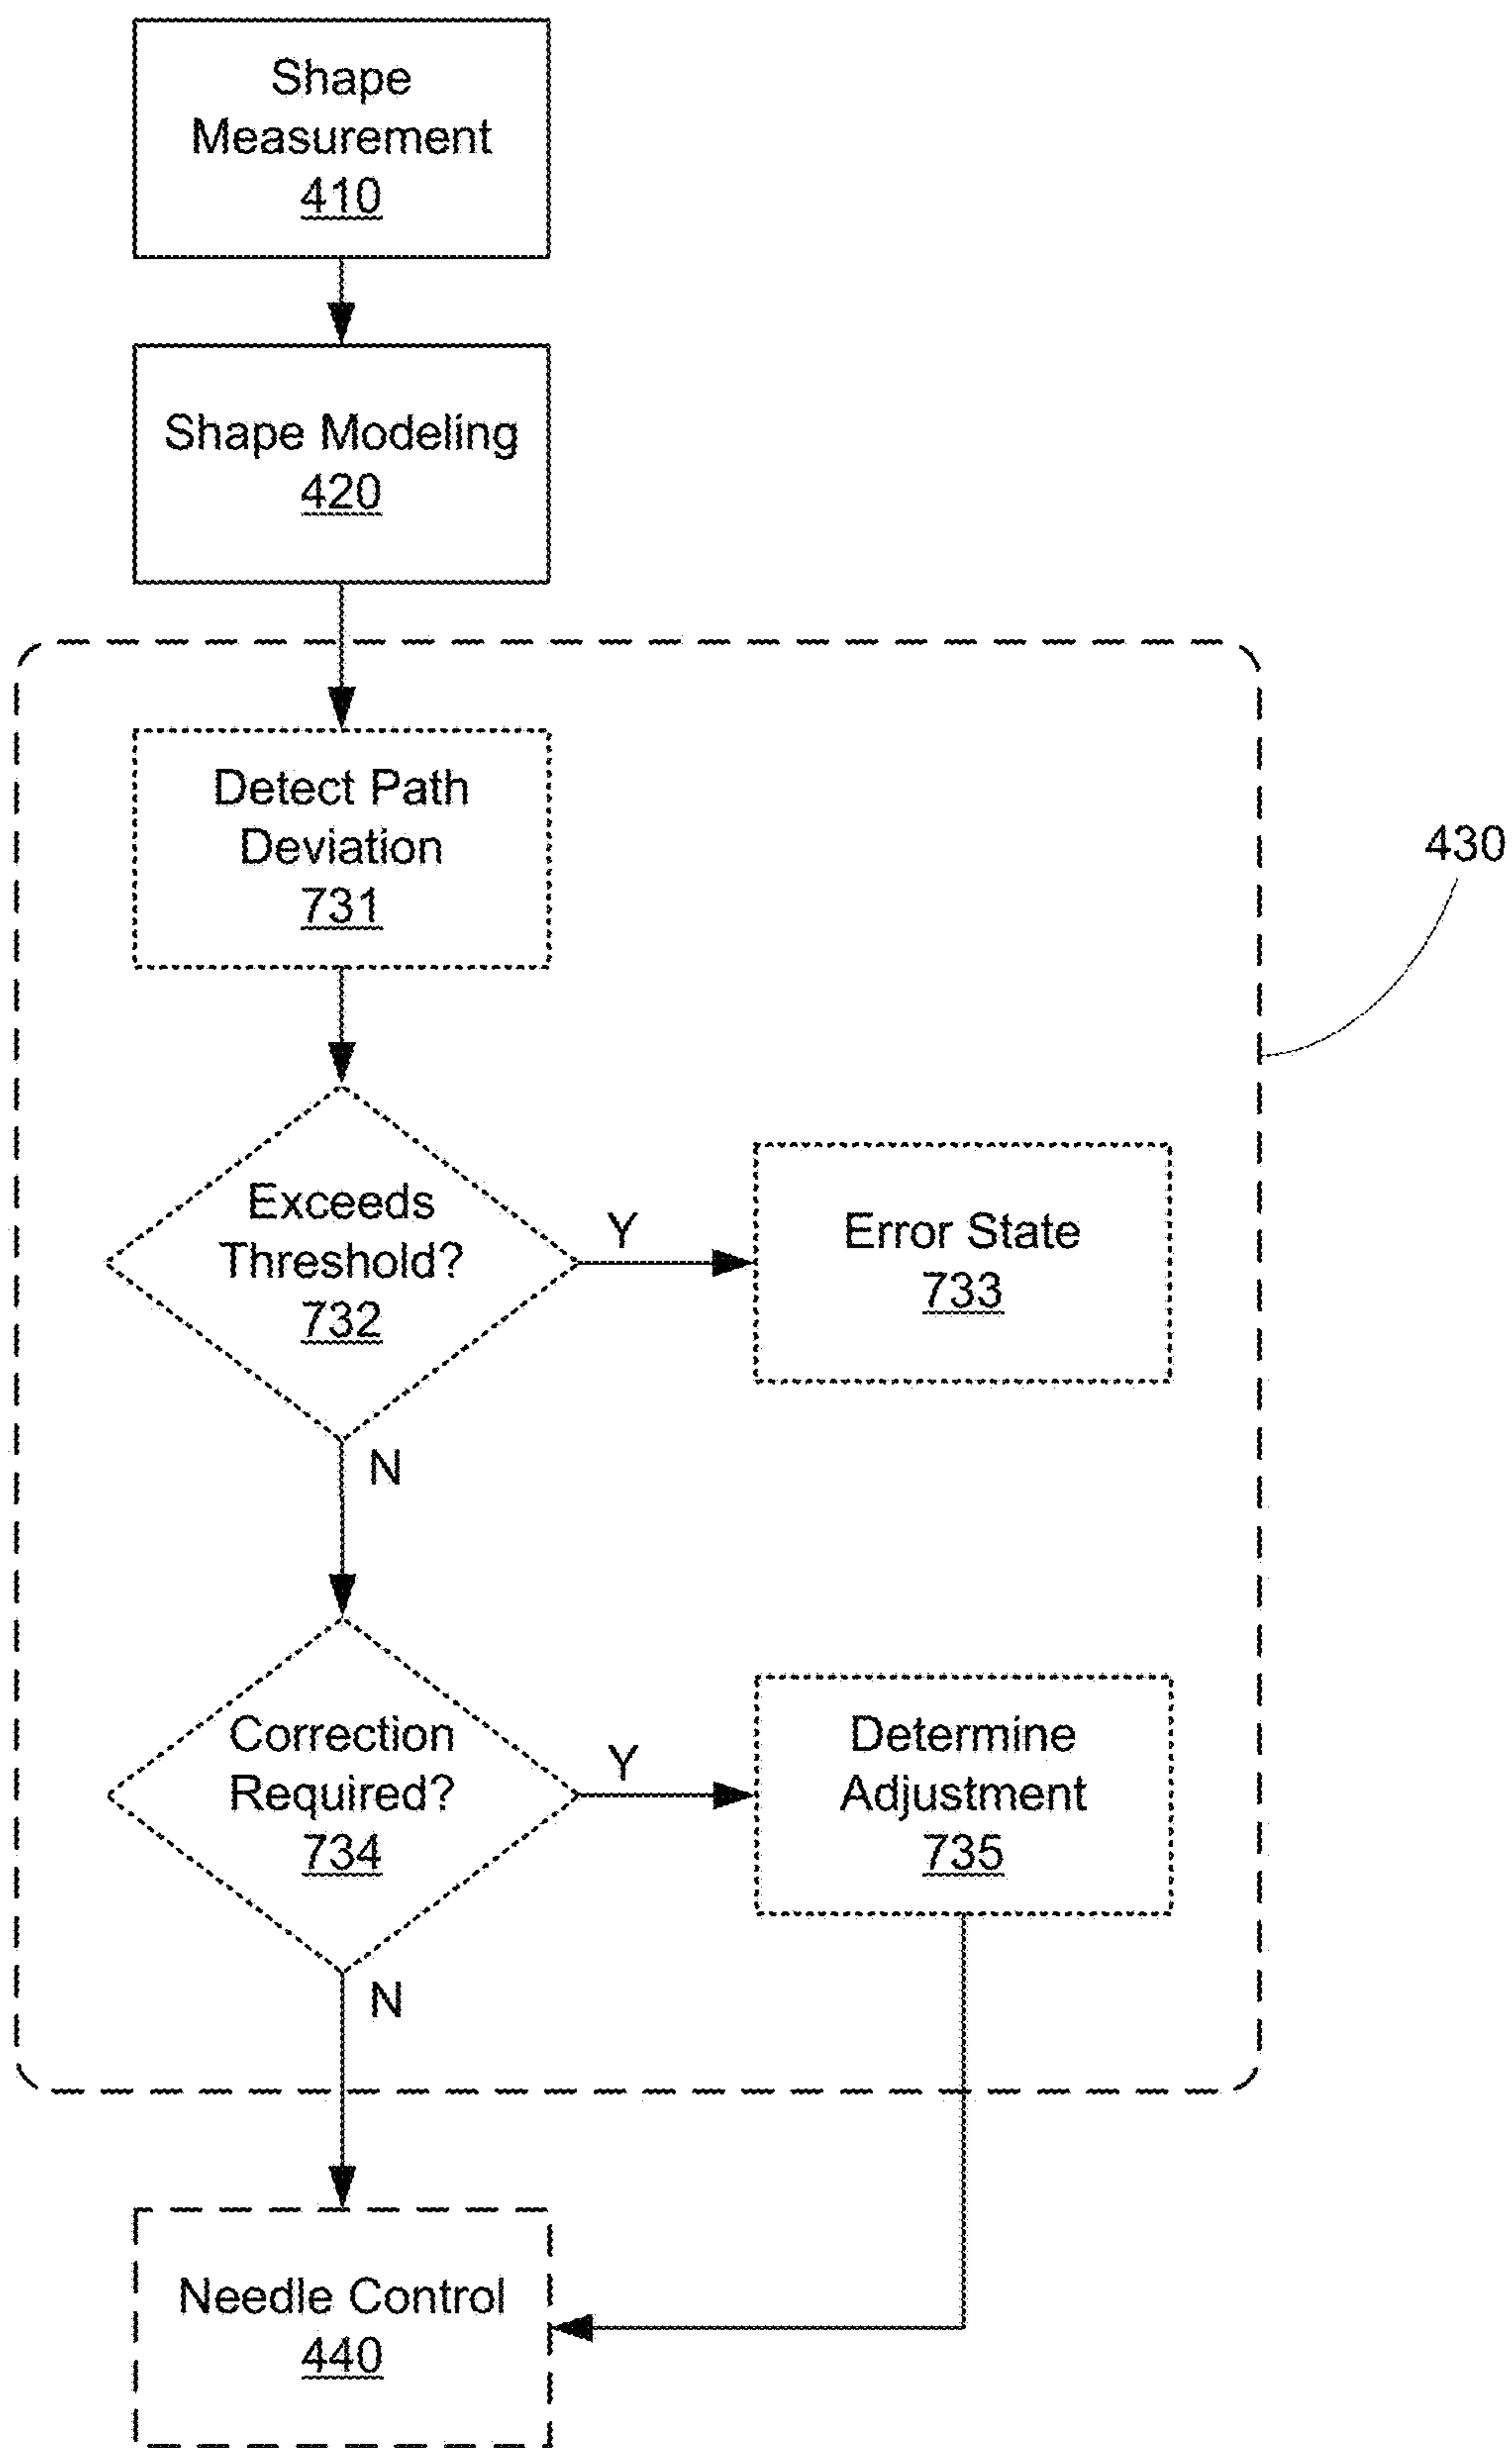 Shape
Measurement
410
Shape Modeling
420
Detect Path
Deviation
731
430
Exceeds
Threshold?
732
Y
Error State
733
N
Correction
Required?
734
Y
Determine
Adjustment
735
N
Needle Control
440